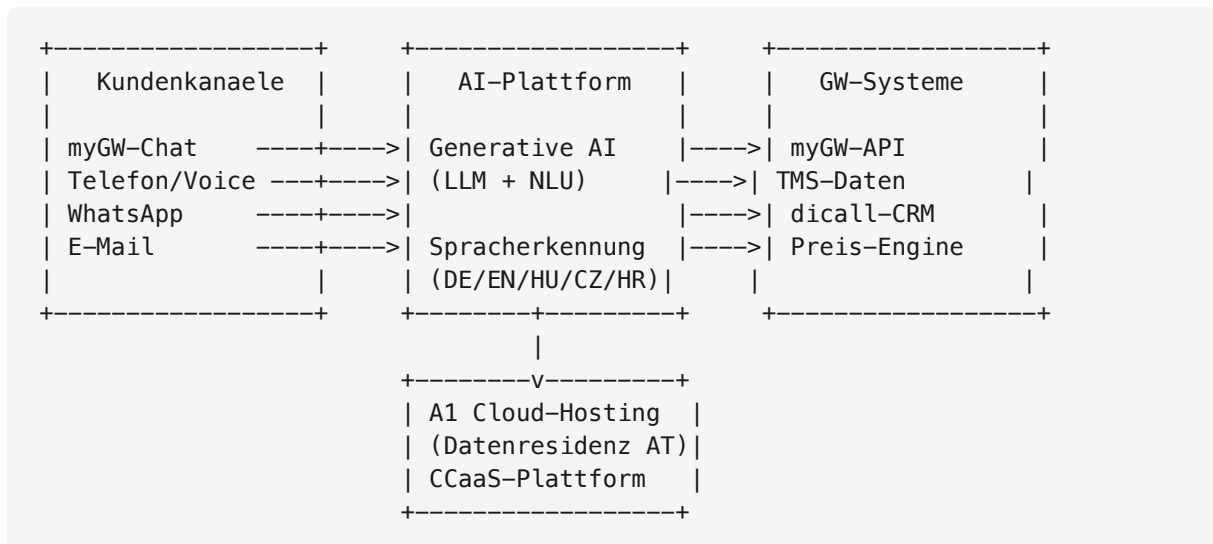 +------------------+     +------------------+     +------------------+
|   Kundenkanaele  |     |   AI-Plattform   |     |   GW-Systeme     |
|                  |     |                  |     |                  |
| myGW-Chat    ----+---->| Generative AI    |---->| myGW-API         |
| Telefon/Voice ---+---->| (LLM + NLU)     |---->| TMS-Daten        |
| WhatsApp     ----+---->|                  |---->| dicall-CRM       |
| E-Mail       ----+---->| Spracherkennung  |---->| Preis-Engine     |
|                  |     | (DE/EN/HU/CZ/HR)|     |                  |
+------------------+     +--------+---------+     +------------------+
                                  |
                         +--------v---------+
                         | A1 Cloud-Hosting  |
                         | (Datenresidenz AT)|
                         | CCaaS-Plattform   |
                         +------------------+